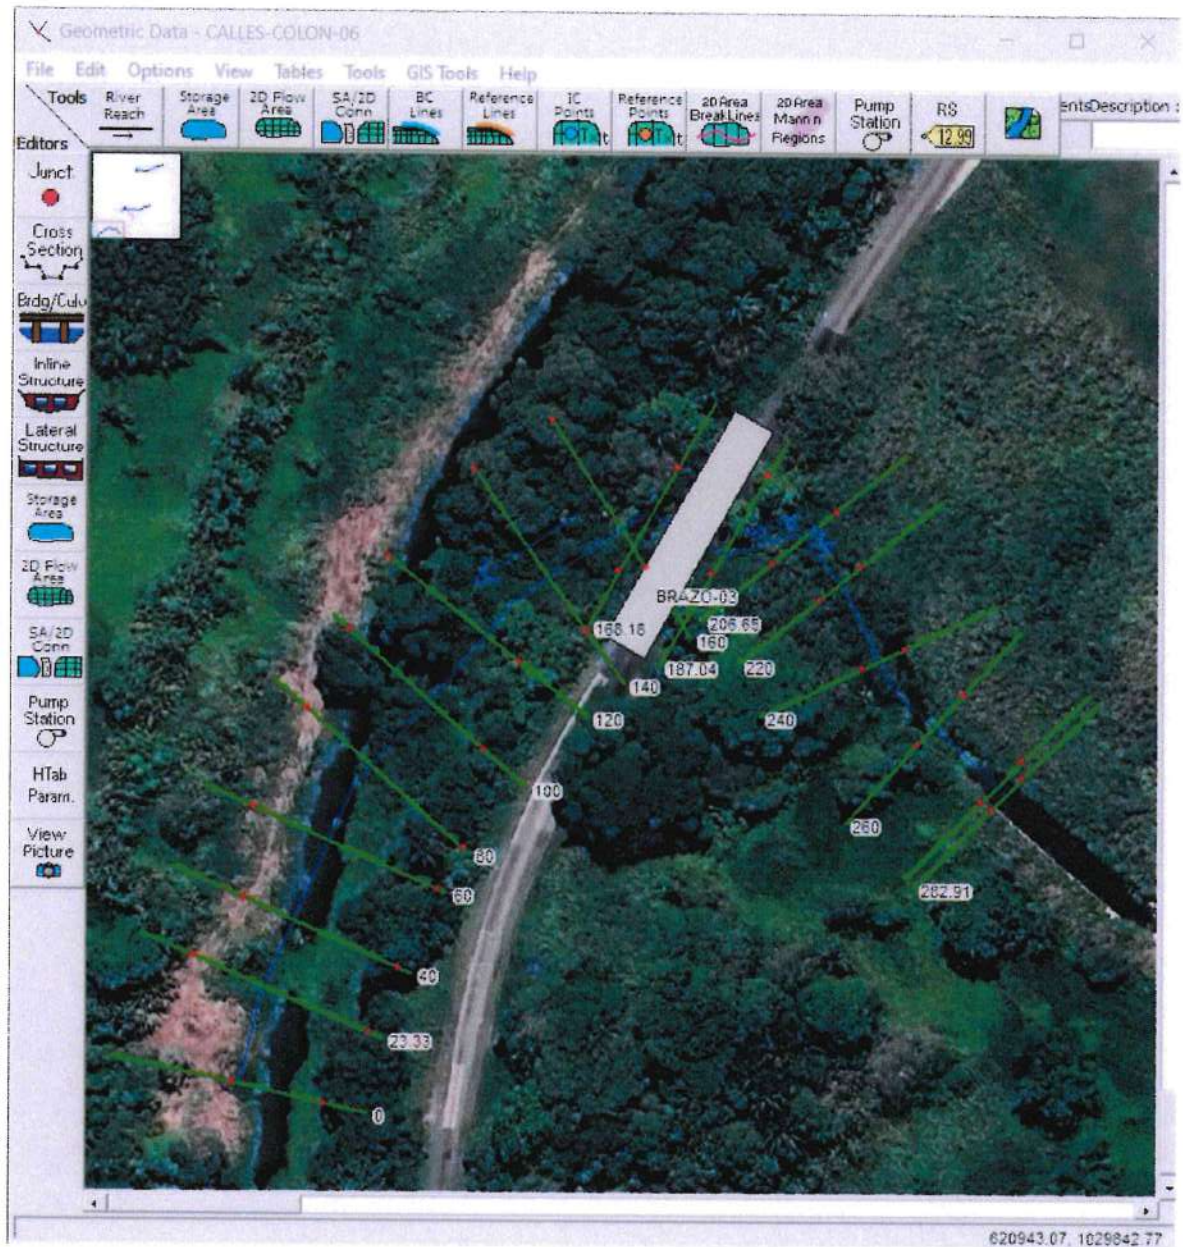 Geometric Data - CALLES-COLON-06
File Edit Options View Tables Tools GIS Tools Help
Tools
Editors
River
Reach
Storage
Area
2D Flow
Area
SA/2D
Conn
BC
Lines
Reference
Lines
IC
Points
Reference
Points
2D Area
BreakLines
2D Area
Mann n
Regions
Pump
Station
RS
12.99
entsDescription :
Junct.
Cross
Section
Brdg/Culv
Inline
Structure
Lateral
Structure
Storage
Area
2D Flow
Area
SA/2D
Conn
Pump
Station
HTab
Param.
View
Picture
BRAZO-03
168.18
206.65
160
187.04
220
140
120
240
100
260
80
282.91
60
40
23.33
0
620943.07, 1029842.77